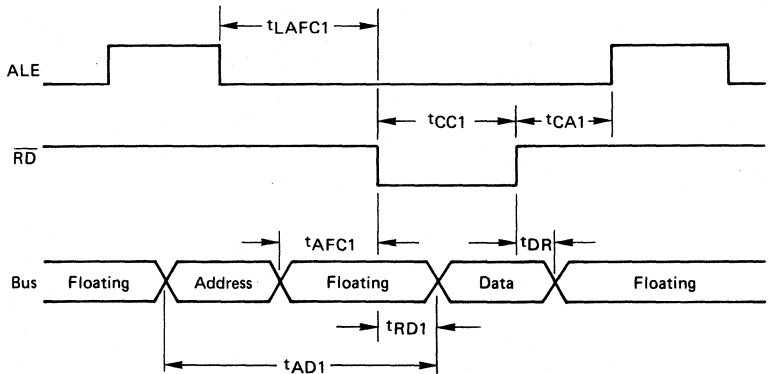 tLAFC1
ALE
tCC1 tCA1
RD
tAFC1 tDR
Bus Floating Address Floating Data Floating
tRD1
tAD1